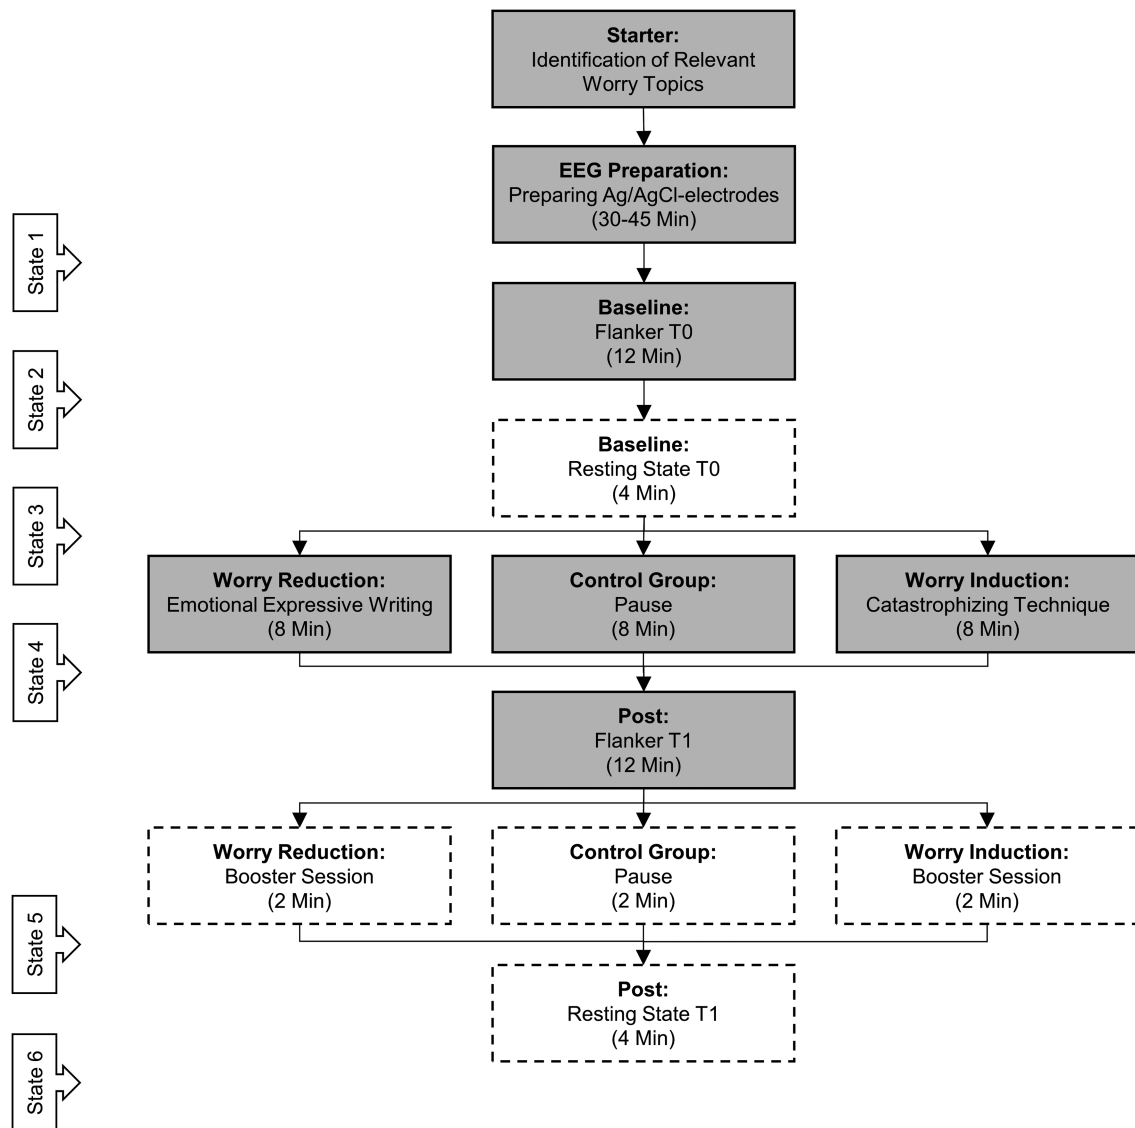 Starter:
Identification of Relevant
Worry Topics
EEG Preparation:
Preparing Ag/AgCl-electrodes
(30-45 Min)
State 1
Baseline:
Flanker T0
(12 Min)
State 2
Baseline:
Resting State T0
(4 Min)
State 3
Worry Reduction:
Emotional Expressive Writing
(8 Min)
Control Group:
Pause
(8 Min)
Worry Induction:
Catastrophizing Technique
(8 Min)
State 4
Post:
Flanker T1
(12 Min)
Worry Reduction:
Booster Session
(2 Min)
Control Group:
Pause
(2 Min)
Worry Induction:
Booster Session
(2 Min)
State 5
Post:
Resting State T1
(4 Min)
State 6